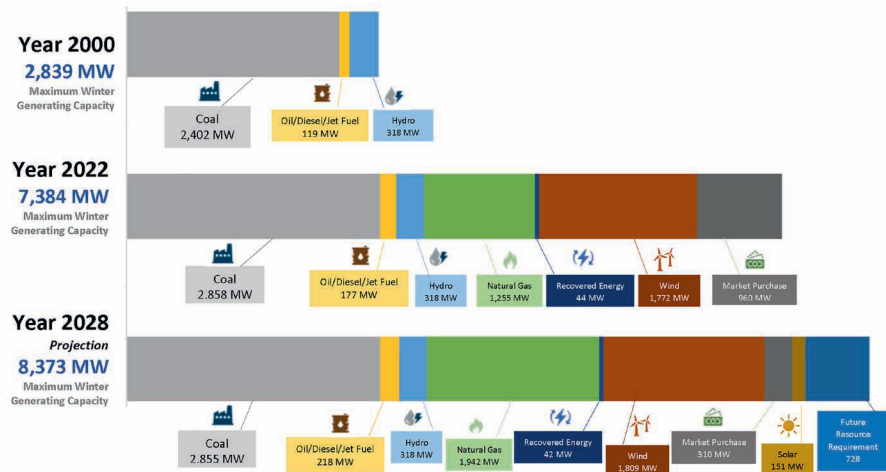 Year 2000
2,839 MW
Maximum Winter
Generating Capacity
Coal
2,402 MW
Oil/Diesel/Jet Fuel
119 MW
Hydro
318 MW
Year 2022
7,384 MW
Maximum Winter
Generating Capacity
Coal
2.858 MW
Oil/Diesel/Jet Fuel
177 MW
Hydro
318 MW
Natural Gas
1,255 MW
Recovered Energy
44 MW
Wind
1,772 MW
Market Purchase
960 MW
Year 2028
Projection
8,373 MW
Maximum Winter
Generating Capacity
Coal
2.855 MW
Oil/Diesel/Jet Fuel
218 MW
Hydro
318 MW
Natural Gas
1,942 MW
Recovered Energy
42 MW
Wind
1,809 MW
Market Purchase
310 MW
Solar
151 MW
Future
Resource
Requirement
728